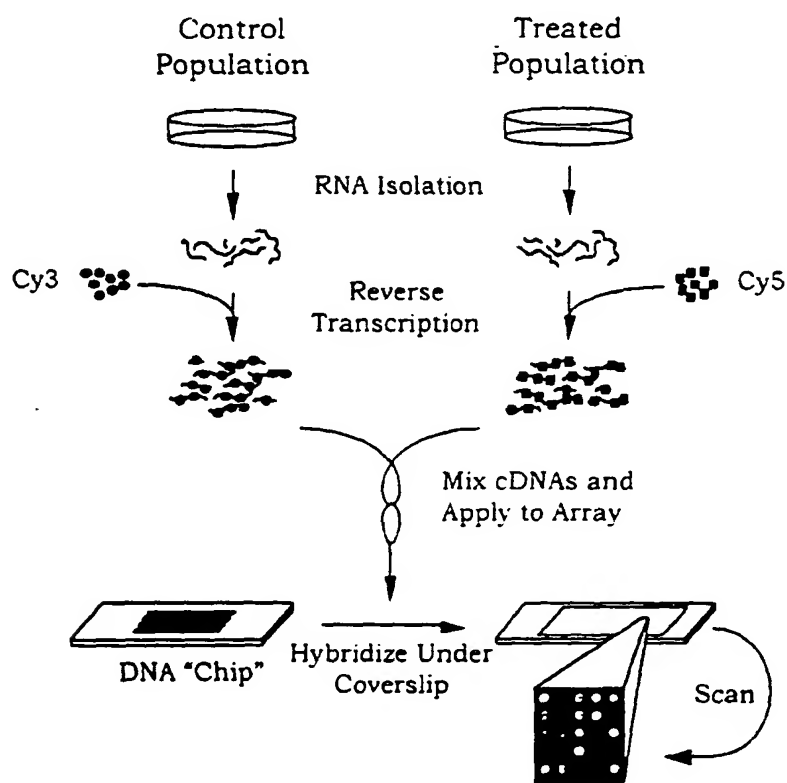 Control
Population
Treated
Population
RNA Isolation
Cy3
Reverse
Transcription
Cy5
Mix cDNAs and
Apply to Array
DNA "Chip"
Hybridize Under
Coverslip
Scan